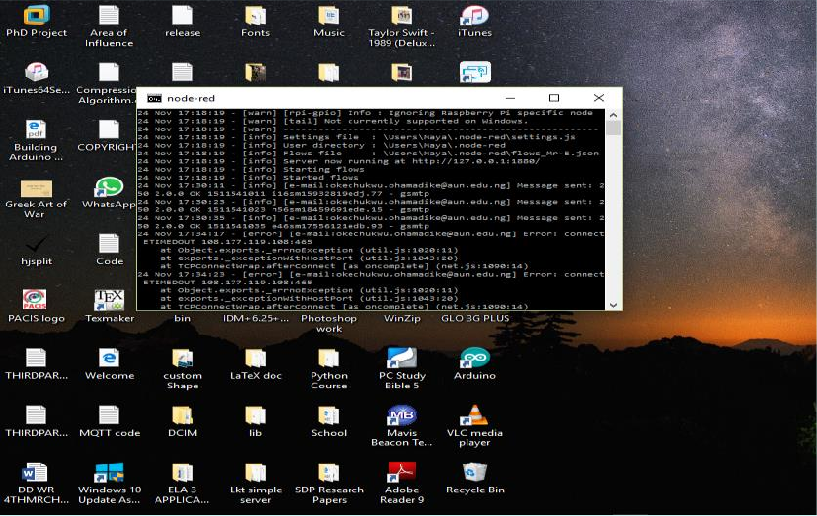 PhD Project
Area of
Influence
release
Fonts
Music
Taylor Swift -
1989 (Delux...
iTunes
iTunes64Se...
Compressio
Algorithm.
node-red
24 Nov 17:18:19 - [warn] [rpi-gpio] Info : Ignoring Raspberry Pi specific node
24 Nov 17:18:19 - [warn] [tail] Not currently supported on Windows.
24 Nov 17:18:19 - [warn] ------------------------------------------------------
24 Nov 17:18:19 - [info] Settings file : \Users\Maya\.node-red\settings.js
24 Nov 17:18:19 - [info] User directory : \Users\Maya\.node-red
24 Nov 17:18:19 - [info] Flows file : \Users\Maya\.node-red\flows_Mr-E.json
24 Nov 17:18:19 - [info] Server now running at http://127.0.0.1:1880/
24 Nov 17:18:19 - [info] Starting flows
24 Nov 17:18:19 - [info] Started flows
24 Nov 17:30:11 - [info] [e-mail:okechukwu.ohamadike@aun.edu.ng] Message sent: 2
50 2.0.0 OK 1511541011 i16sm15932819edj.77 - gsmtp
24 Nov 17:30:23 - [info] [e-mail:okechukwu.ohamadike@aun.edu.ng] Message sent: 2
50 2.0.0 OK 1511541023 n56sm18459691ede.15 - gsmtp
24 Nov 17:30:35 - [info] [e-mail:okechukwu.ohamadike@aun.edu.ng] Message sent: 2
50 2.0.0 OK 1511541035 e46sm17556121edb.93 - gsmtp
24 Nov 17:34:17 - [error] [e-mail:okechukwu.ohamadike@aun.edu.ng] Error: connect
ETIMEDOUT 108.177.119.108:465
at Object.exports._errnoException (util.js:1020:11)
at exports._exceptionWithHostPort (util.js:1043:20)
at TCPConnectWrap.afterConnect [as oncomplete] (net.js:1090:14)
24 Nov 17:34:23 - [error] [e-mail:okechukwu.ohamadike@aun.edu.ng] Error: connect
ETIMEDOUT 108.177.119.108:465
at Object.exports._errnoException (util.js:1020:11)
at exports._exceptionWithHostPort (util.js:1043:20)
at TCPConnectWrap.afterConnect [as oncomplete] (net.js:1090:14)
pdf
Builcing
Arduino ...
COPYRIGH
Greek Art of
War
WhatsApp
hjsplit
Code
PACIS
PACIS logo
TEX
Texmaker
bin
IDM+6.25+...
Photoshop
work
WinZip
GLO 3G PLUS
THIRDPAR...
Welcome
custom
Shape
LaTeX doc
Python
Course
PC Study
Bible 5
Arduino
THIRDPAR...
MQTT code
DCIM
lib
School
MB
Mavis
Beacon Te...
VLC media
player
DD WR
4THMRCH...
Windows 10
Update As...
ELA 3
APPLICA...
Lkt simple
server
SDP Research
Papers
Adobe
Reader 9
Recycle Bin